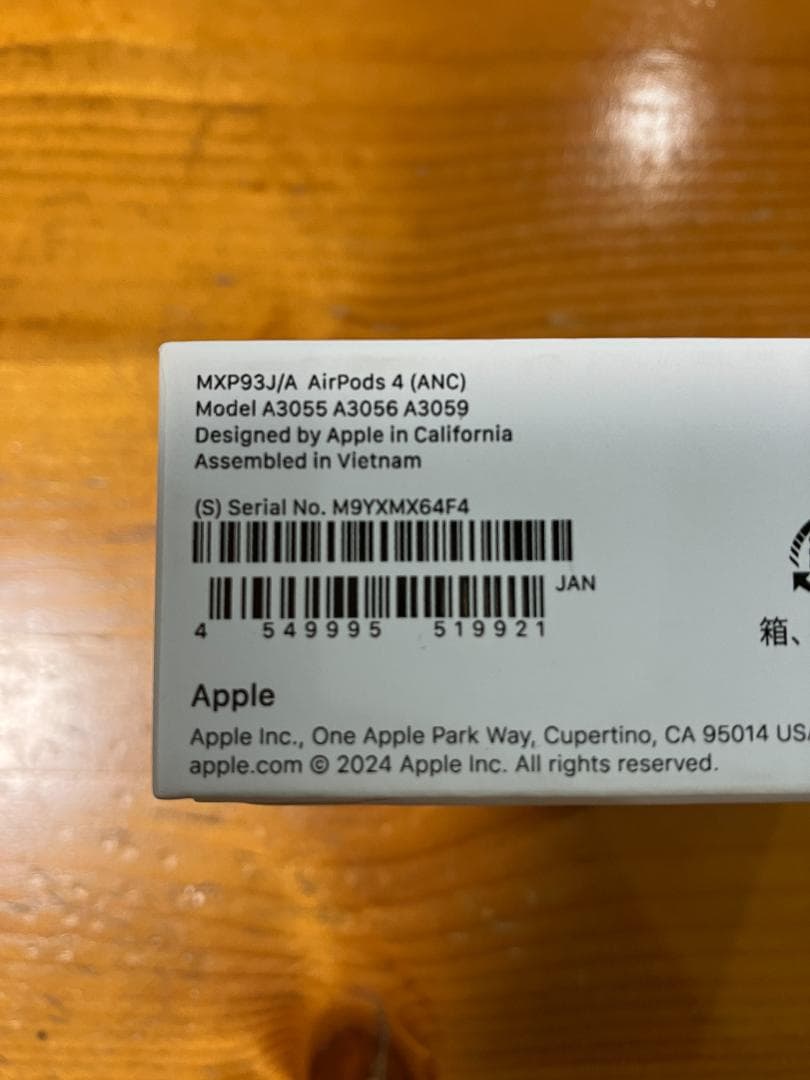 MXP93J/A AirPods 4 (ANC)
Model A3055 A3056 A3059
Designed by Apple in California
Assembled in Vietnam
(S) Serial No. M9YXMX64F4
JAN
4 549995 519921
箱、
Apple
Apple Inc., One Apple Park Way, Cupertino, CA 95014 USA
apple.com © 2024 Apple Inc. All rights reserved.